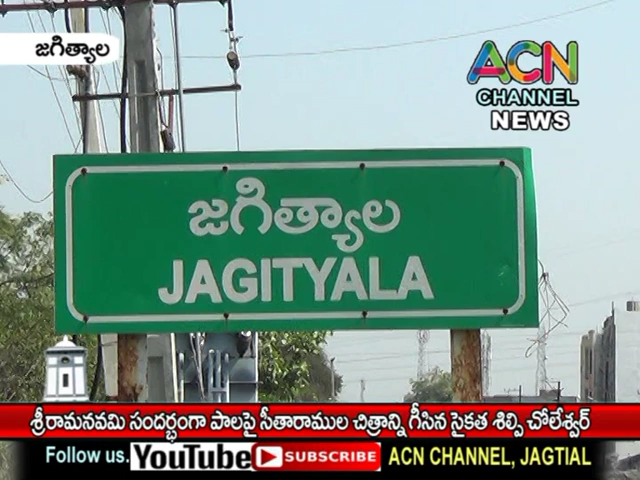 జగిత్యాల
ACN
CHANNEL
NEWS
జగిత్యాల
JAGITYALA
శ్రీరామనవమి సందర్భంగా పాలపై సీతారాముల చిత్రాన్ని గీసిన సైకత శిల్పి చోలేశ్వర్
Follow us. YouTube SUBSCRIBE ACN CHANNEL, JAGTIAL